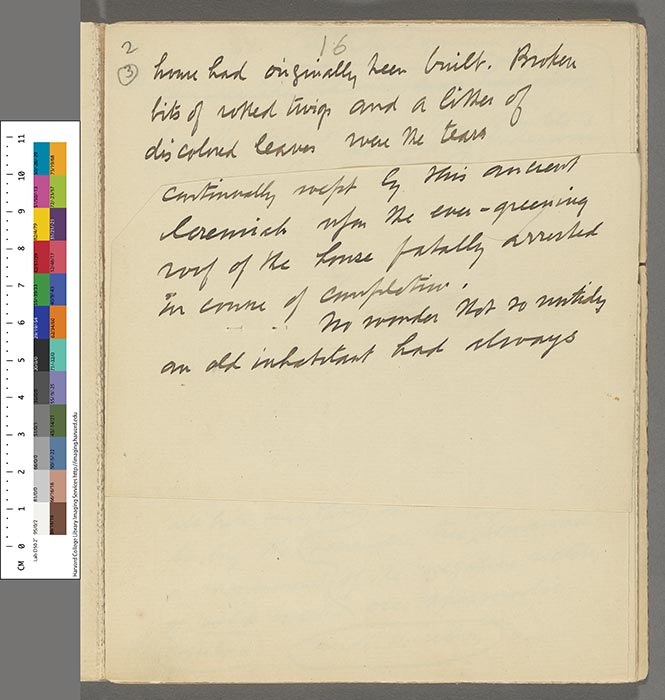 2
16
3
house had originally been built. Broken
bits of rotted twigs and a litter of
discolored leaves were the tears
continually wept by this ancient
Jeremiah upon the ever-greening
roof of the house fatally arrested
in course of completion.
No wonder that so untidy
an old inhabitant had always
11
10
9
8
7
6
5
4
3
2
1
CM 0
Harvard College Library Imaging Services http://imaging.harvard.edu